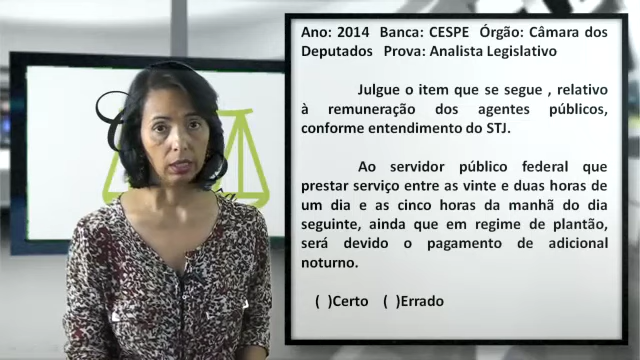 Ano: 2014 Banca: CESPE Órgão: Câmara dos
Deputados Prova: Analista Legislativo
Julgue o item que se segue , relativo
à remuneração dos agentes públicos,
conforme entendimento do STJ.
Ao servidor público federal que
prestar serviço entre as vinte e duas horas de
um dia e as cinco horas da manhã do dia
seguinte, ainda que em regime de plantão,
será devido o pagamento de adicional
noturno.
( )Certo ( )Errado